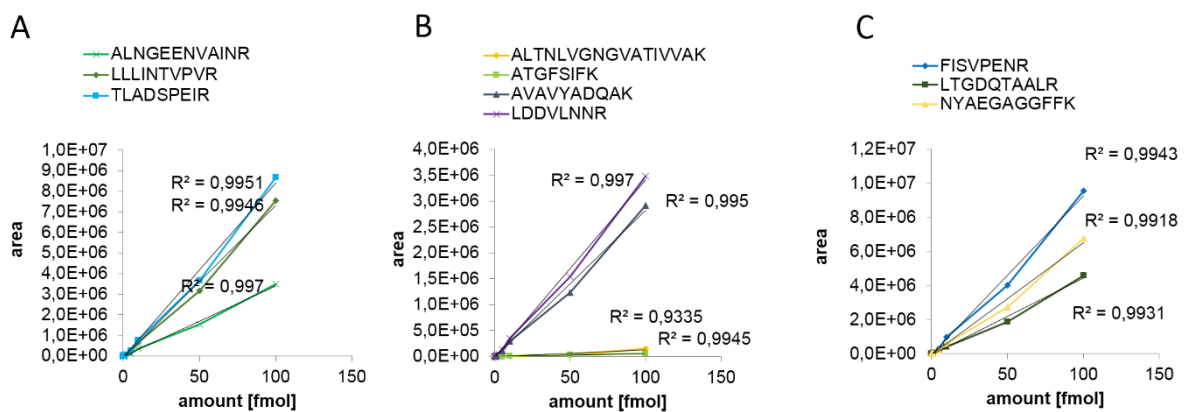 A
ALNGEENVAINR
LLLINTVPVR
TLADSPEIR
1,0E+07
9,0E+06
8,0E+06
7,0E+06
6,0E+06
5,0E+06
4,0E+06
3,0E+06
2,0E+06
1,0E+06
0,0E+00
area
R² = 0,9951
R² = 0,9946
R² = 0,997
0 50 100 150
amount [fmol]
B
ALTNLVGNGVATIVVAK
ATGFSIFK
AVAVYADQAK
LDDVLNNR
4,0E+06
3,5E+06
3,0E+06
2,5E+06
2,0E+06
1,5E+06
1,0E+06
5,0E+05
0,0E+00
area
R² = 0,997
R² = 0,995
R² = 0,9335
R² = 0,9945
0 50 100 150
amount [fmol]
C
FISVPENR
LTGDQTAALR
NYAEGAGGFFK
1,2E+07
1,0E+07
8,0E+06
6,0E+06
4,0E+06
2,0E+06
0,0E+00
area
R² = 0,9943
R² = 0,9918
R² = 0,9931
0 50 100 150
amount [fmol]